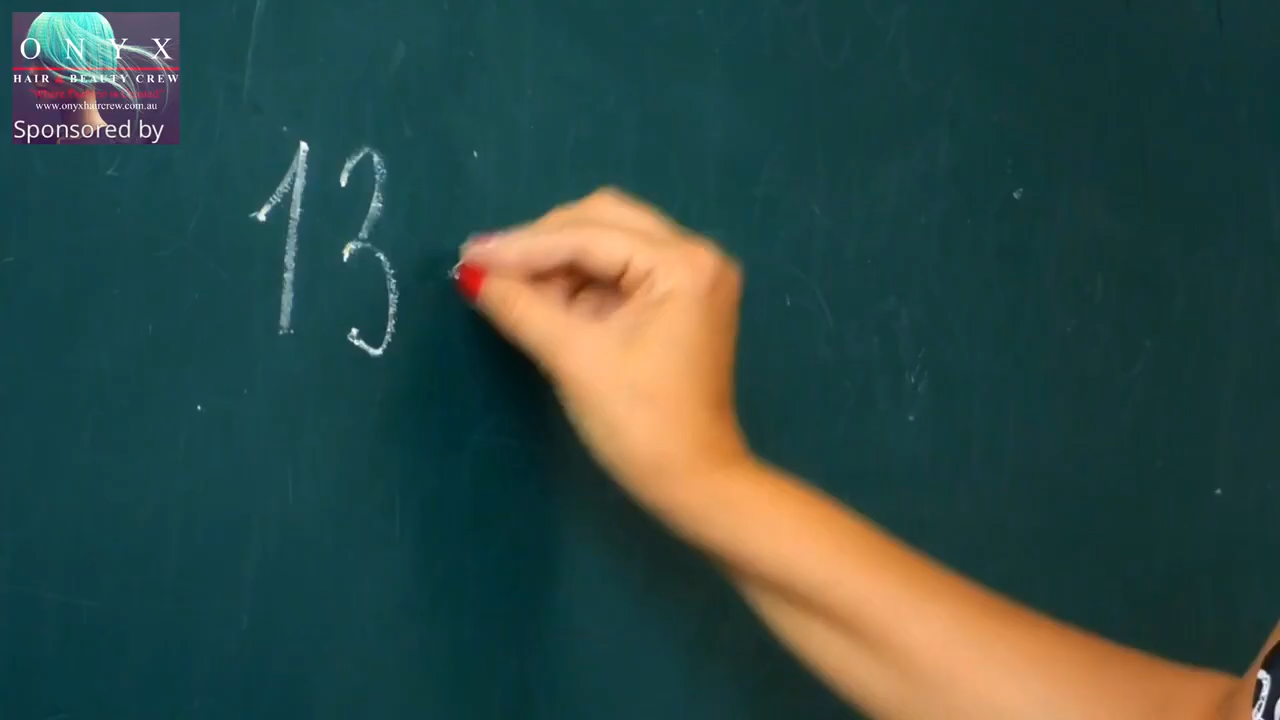 ONYX
HAIR & BEAUTY CREW
www.onyxhaircrew.com.au
Sponsored by
13